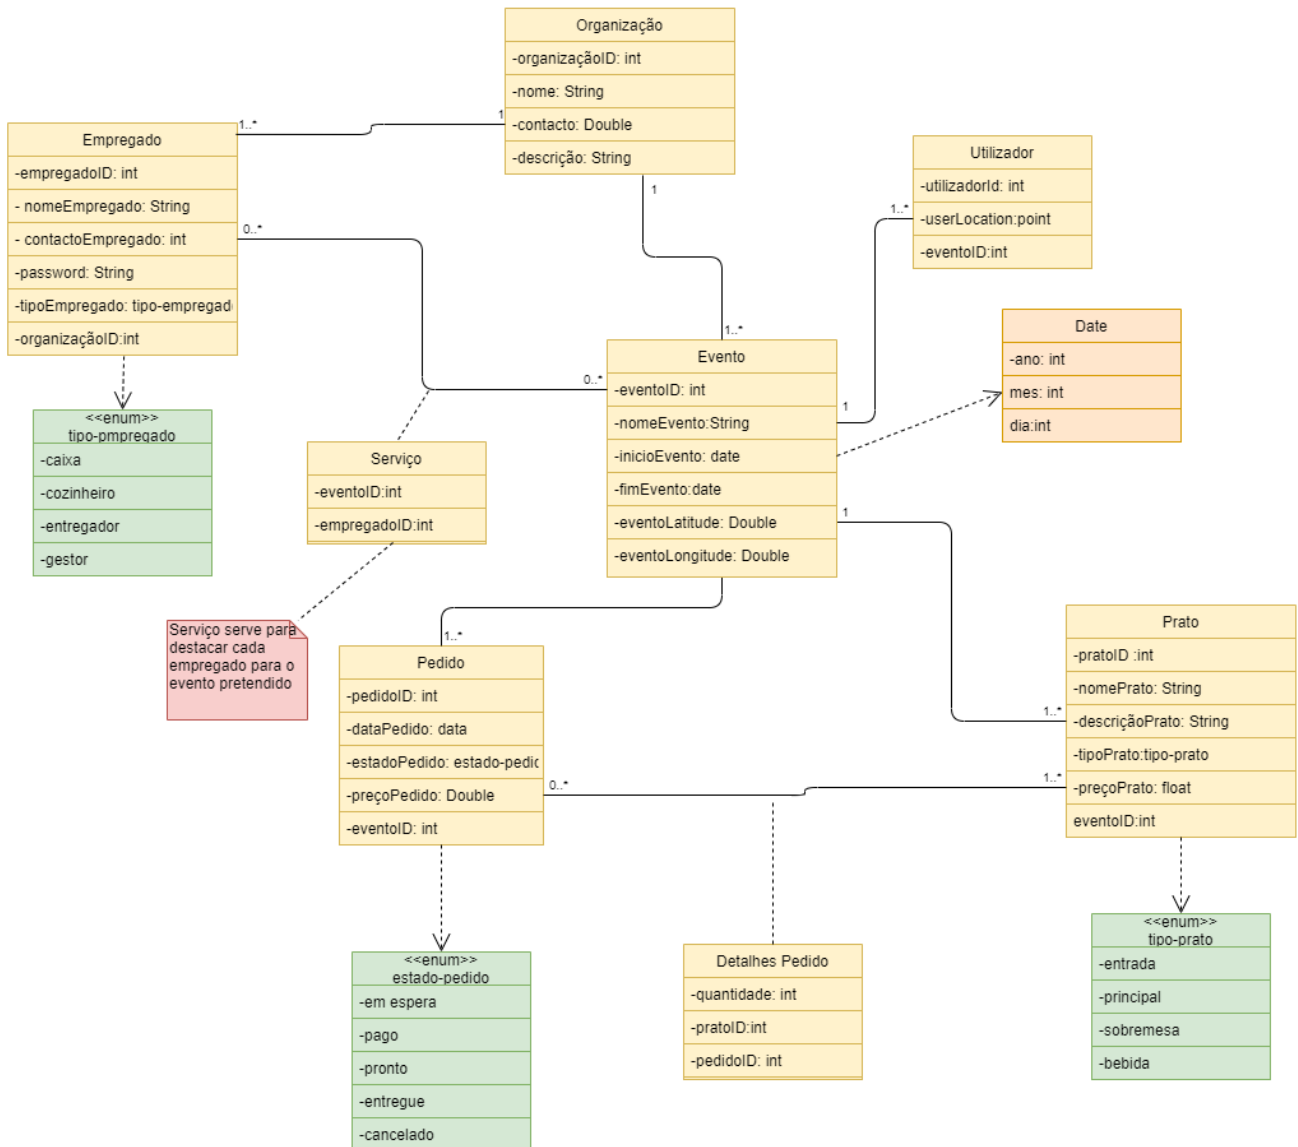 Organização
-organizaçãoID: int
-nome: String
-contacto: Double
-descrição: String
1
1
1..*
Empregado
-empregadoID: int
- nomeEmpregado: String
- contactoEmpregado: int
-password: String
-tipoEmpregado: tipo-empregad
-organizaçãoID:int
0..*
<<enum>>
tipo-pmpregado
-caixa
-cozinheiro
-entregador
-gestor
Utilizador
-utilizadorId: int
-userLocation:point
-eventoID:int
1..*
Date
-ano: int
mes: int
dia:int
1..*
Evento
-eventoID: int
-nomeEvento:String
-inicioEvento: date
-fimEvento:date
-eventoLatitude: Double
-eventoLongitude: Double
0..*
1
1
Serviço
-eventoID:int
-empregadoID:int
Serviço serve para
destacar cada
empregado para o
evento pretendido
1..*
Pedido
-pedidoID: int
-dataPedido: data
-estadoPedido: estado-pedic
-preçoPedido: Double
-eventoID: int
0..*
Prato
-pratoID :int
-nomePrato: String
-descriçãoPrato: String
-tipoPrato:tipo-prato
-preçoPrato: float
eventoID:int
1..*
1..*
<<enum>>
estado-pedido
-em espera
-pago
-pronto
-entregue
-cancelado
Detalhes Pedido
-quantidade: int
-pratoID:int
-pedidoID: int
<<enum>>
tipo-prato
-entrada
-principal
-sobremesa
-bebida